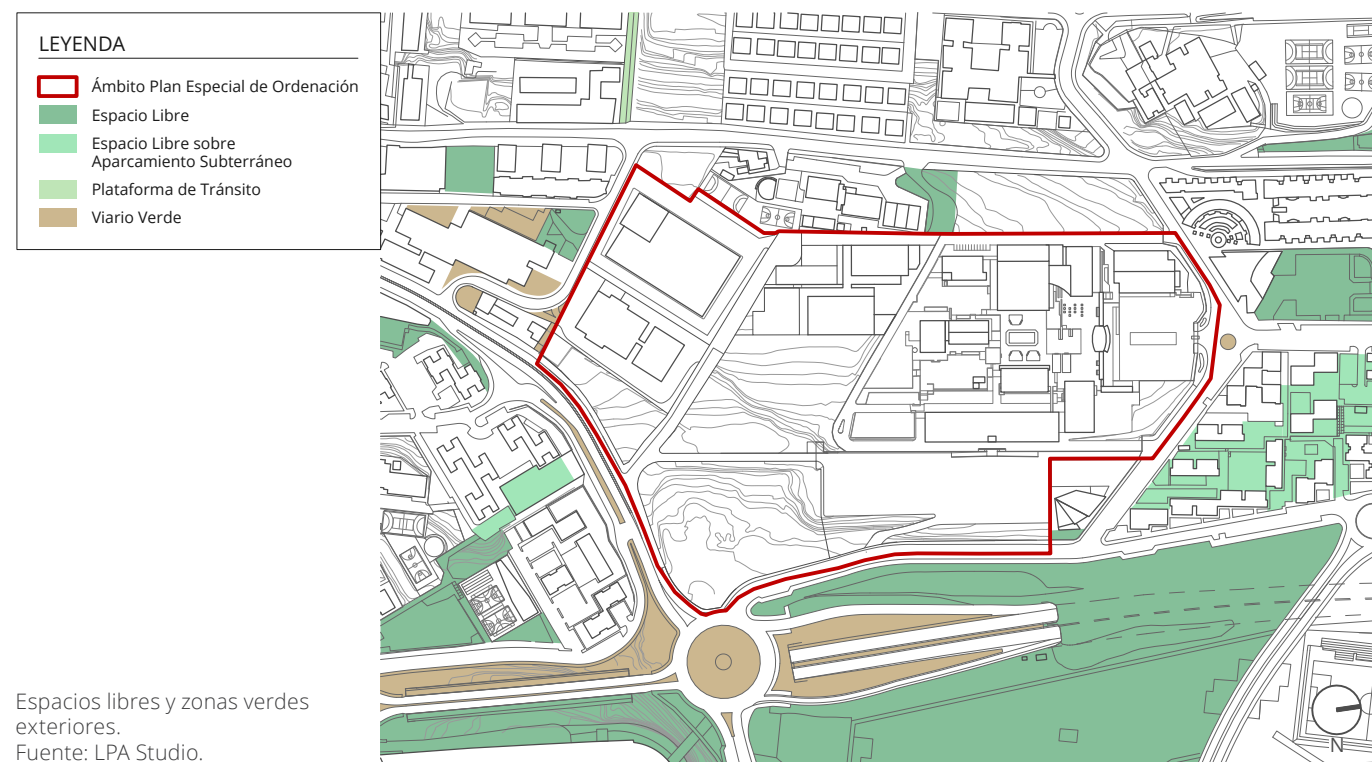 LEYENDA
Ámbito Plan Especial de Ordenación
Espacio Libre
Espacio Libre sobre
Aparcamiento Subterráneo
Plataforma de Tránsito
Viario Verde
Espacios libres y zonas verdes
exteriores.
Fuente: LPA Studio.
N